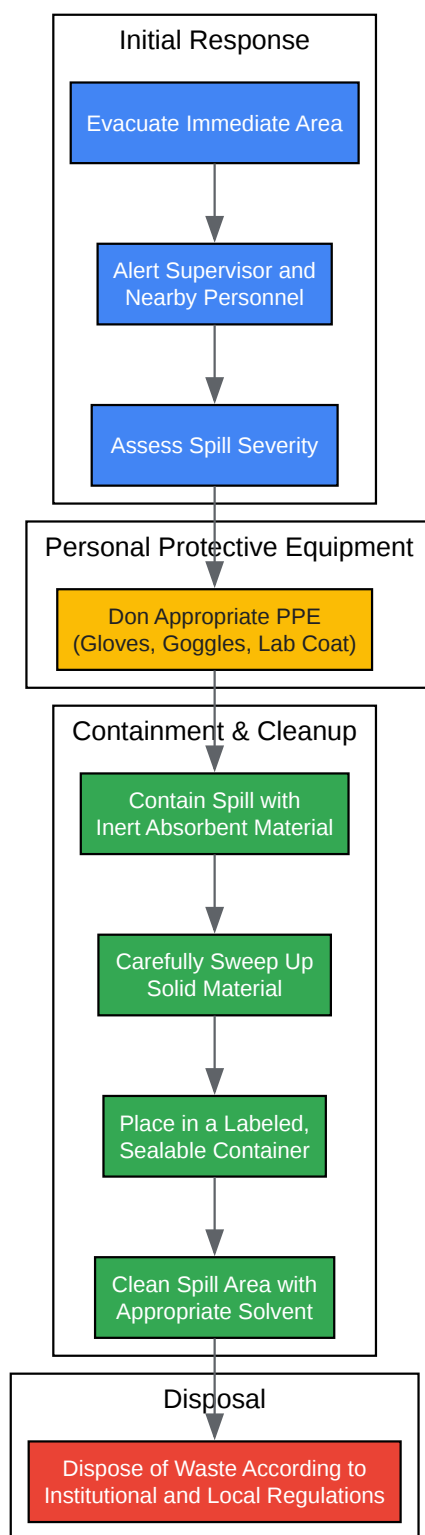 Initial Response
Evacuate Immediate Area
Alert Supervisor and
Nearby Personnel
Assess Spill Severity
Personal Protective Equipment
Don Appropriate PPE
(Gloves, Goggles, Lab Coat)
Containment & Cleanup
Contain Spill with
Inert Absorbent Material
Carefully Sweep Up
Solid Material
Place in a Labeled,
Sealable Container
Clean Spill Area with
Appropriate Solvent
Disposal
Dispose of Waste According to
Institutional and Local Regulations